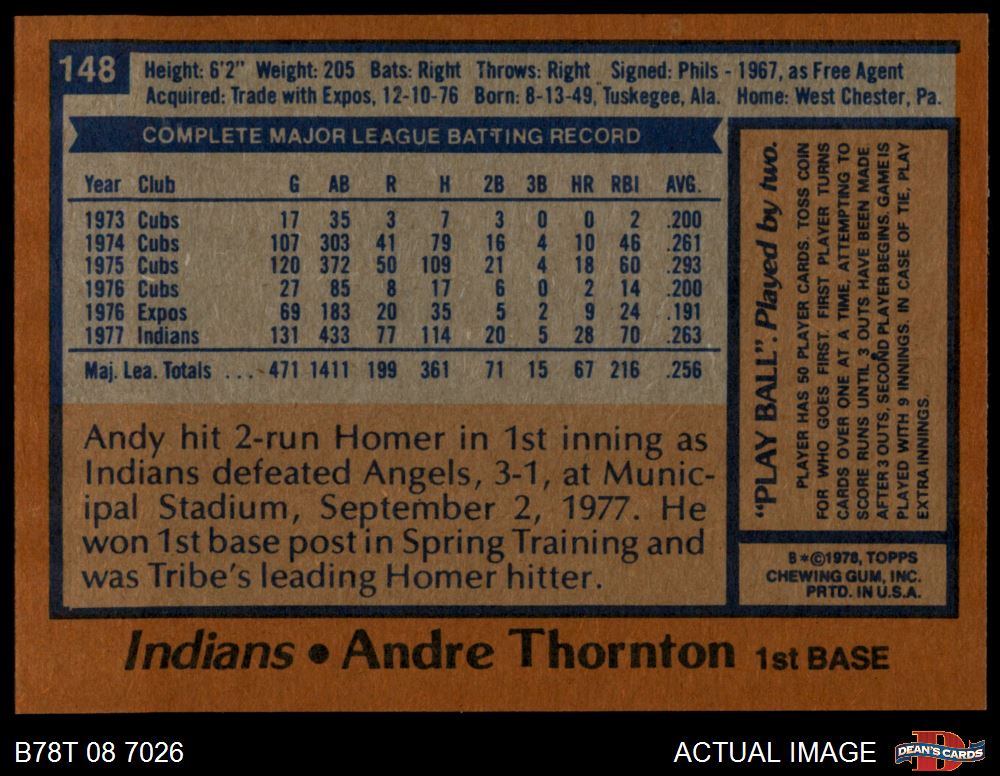 148
Height: 6'2" Weight: 205 Bats: Right Throws: Right Signed: Phils - 1967, as Free Agent
Acquired: Trade with Expos, 12-10-76 Born: 8-13-49, Tuskegee, Ala. Home: West Chester, Pa.
COMPLETE MAJOR LEAGUE BATTING RECORD
Year Club G AB R H 2B 3B HR RBI AVG.
1973 Cubs 17 35 3 7 3 0 0 2 .200
1974 Cubs 107 303 41 79 16 4 10 46 .261
1975 Cubs 120 372 50 109 21 4 18 60 .293
1976 Cubs 27 85 8 17 6 0 2 14 .200
1976 Expos 69 183 20 35 5 2 9 24 .191
1977 Indians 131 433 77 114 20 5 28 70 .263
Maj. Lea. Totals ... 471 1411 199 361 71 15 67 216 .256
Andy hit 2-run Homer in 1st inning as
Indians defeated Angels, 3-1, at Munic-
ipal Stadium, September 2, 1977. He
won 1st base post in Spring Training and
was Tribe's leading Homer hitter.
"PLAY BALL". Played by two.
PLAYER HAS 50 PLAYER CARDS. TOSS COIN
FOR WHO GOES FIRST. FIRST PLAYER TURNS
CARDS OVER ONE AT A TIME, ATTEMPTING TO
SCORE RUNS UNTIL 3 OUTS HAVE BEEN MADE
AFTER 3 OUTS, SECOND PLAYER BEGINS. GAME IS
PLAYED WITH 9 INNINGS. IN CASE OF TIE, PLAY
EXTRA INNINGS.
B*©1978, TOPPS
CHEWING GUM, INC.
PRTD. IN U.S.A.
Indians • Andre Thornton 1st BASE
B78T 08 7026
ACTUAL IMAGE
D
DEAN'S CARDS